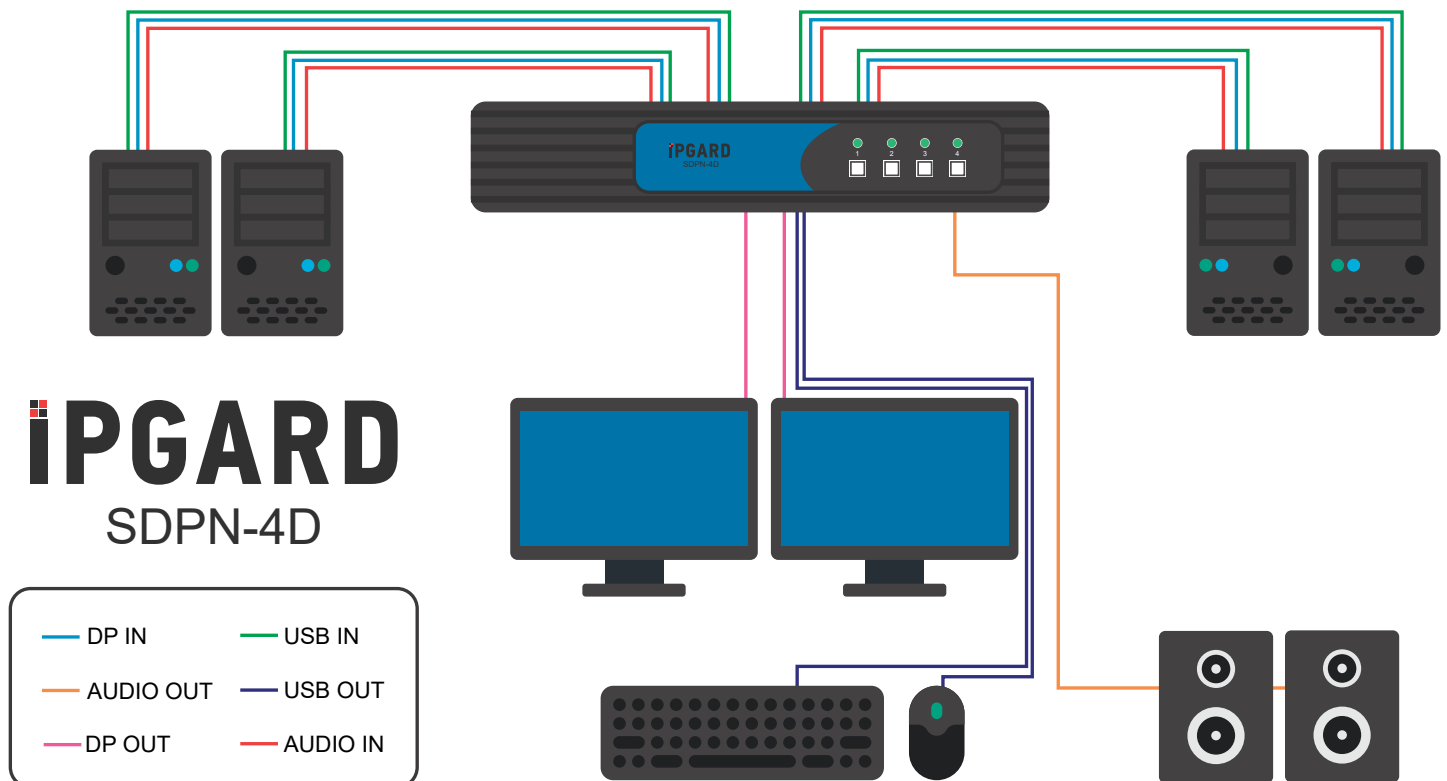 iPGARD
SDPN-4D
1 2 3 4
iPGARD
SDPN-4D
DP IN
USB IN
AUDIO OUT
USB OUT
DP OUT
AUDIO IN